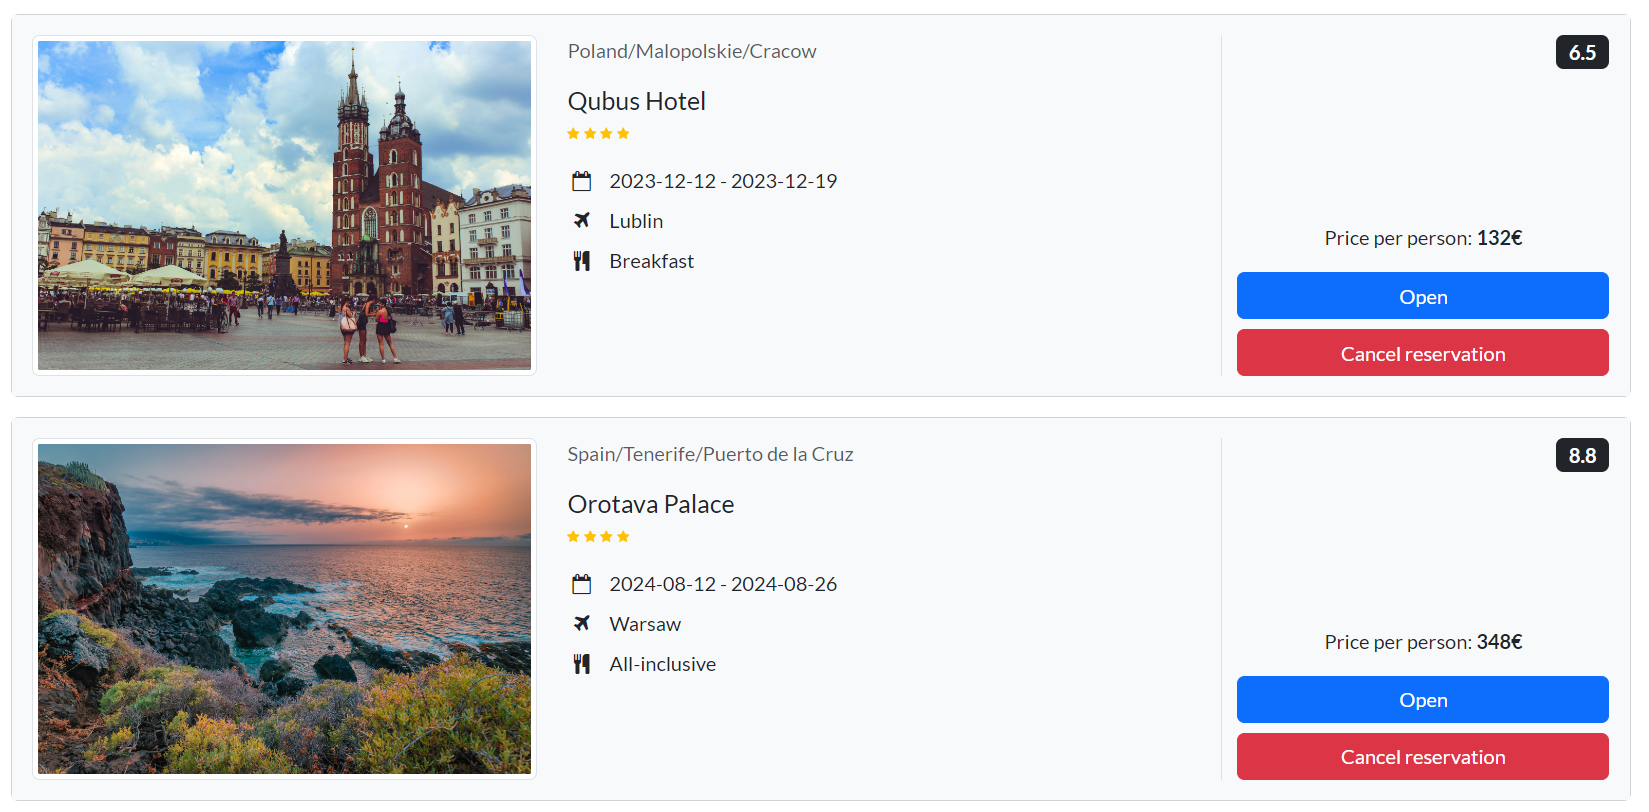 Poland/Malopolskie/Cracow
6.5
Qubus Hotel
2023-12-12 - 2023-12-19
Lublin
Breakfast
Price per person: 132€
Open
Cancel reservation
Spain/Tenerife/Puerto de la Cruz
8.8
Orotava Palace
2024-08-12 - 2024-08-26
Warsaw
All-inclusive
Price per person: 348€
Open
Cancel reservation